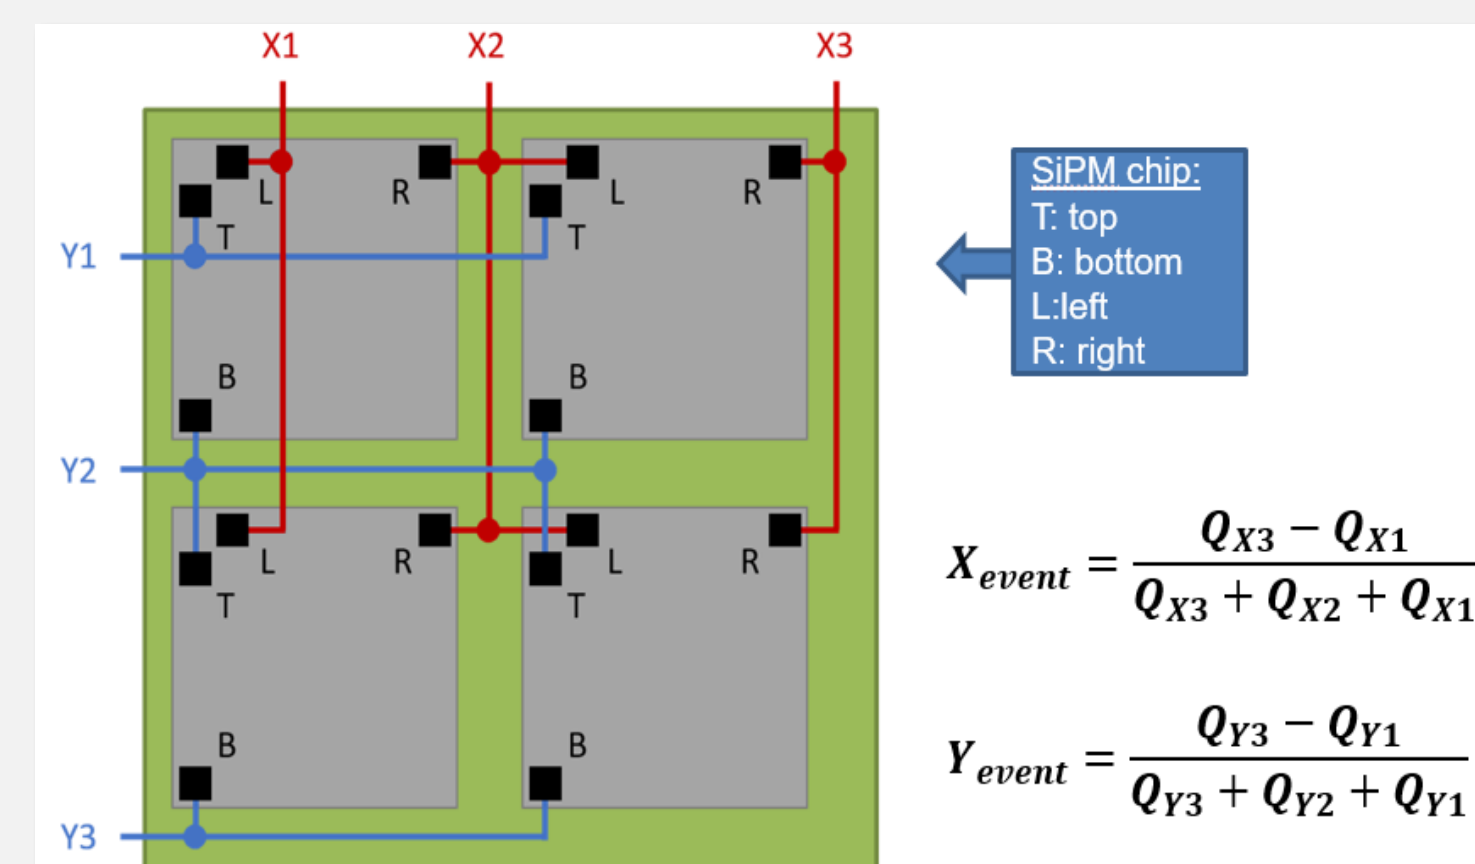 X1 X2 X3
L R L R
T T
Y1
B B
Y2
L R L R
T T
B B
Y3
SiPM chip:
T: top
B: bottom
L:left
R: right
X_event = (Q_X3 − Q_X1) / (Q_X3 + Q_X2 + Q_X1)
Y_event = (Q_Y3 − Q_Y1) / (Q_Y3 + Q_Y2 + Q_Y1)